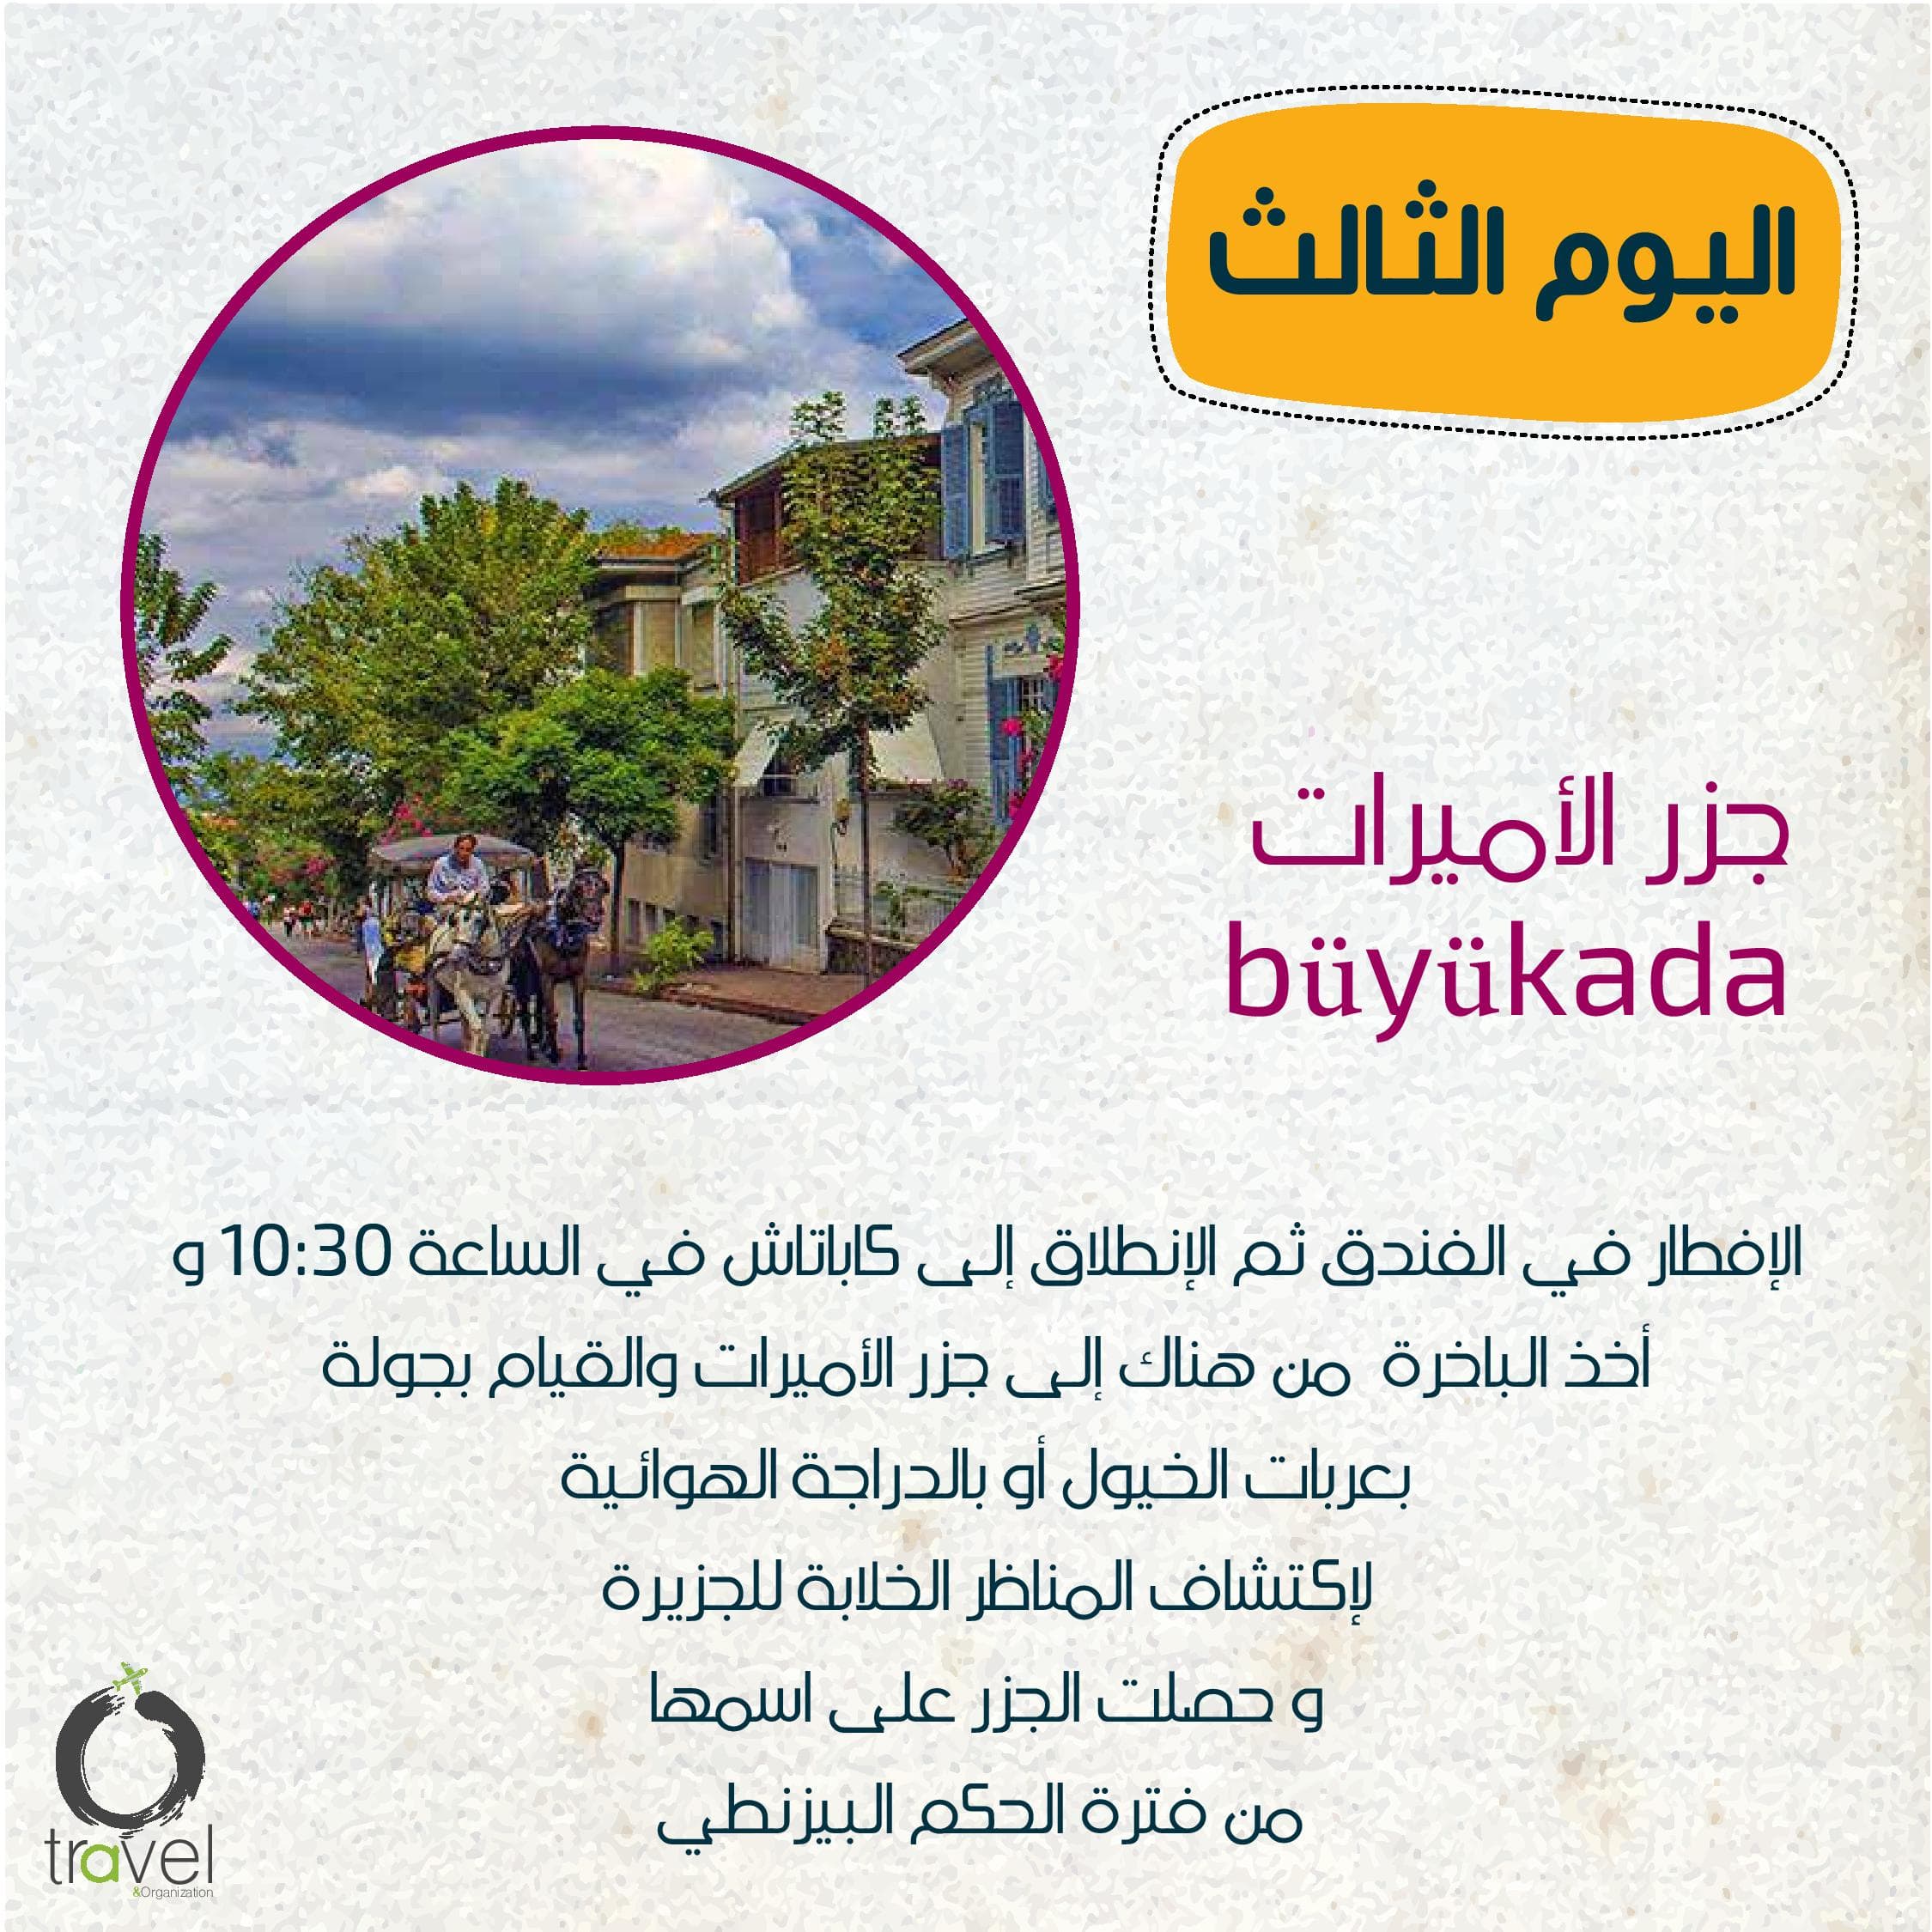 اليوم الثالث
جزر الأميرات
büyükada
الإفطار في الفندق ثم الإنطلاق إلى كاباتاش في الساعة 10:30 و
أخذ الباخرة من هناك إلى جزر الأميرات والقيام بجولة
بعربات الخيول أو بالدراجة الهوائية
لإكتشاف المناظر الخلابة للجزيرة
و حصلت الجزر على اسمها
من فترة الحكم البيزنطي
travel
&Organization